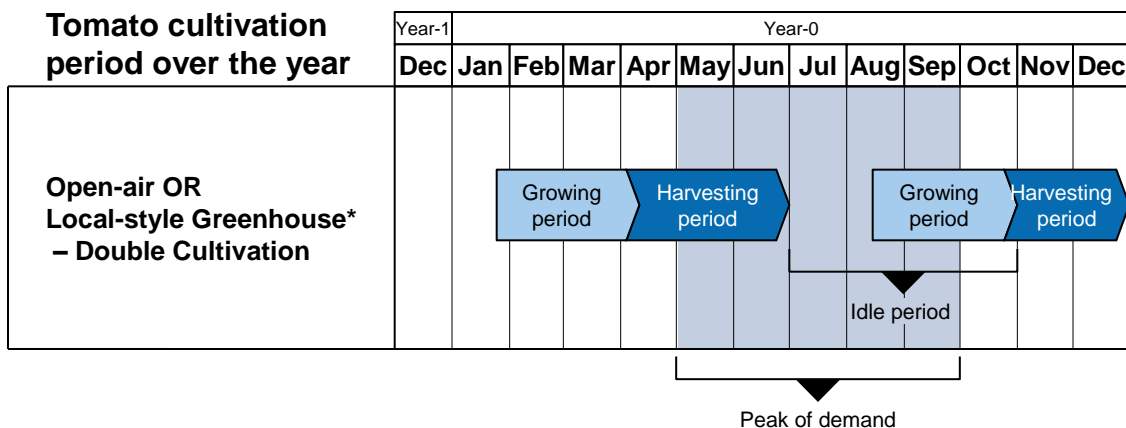 Tomato cultivation
period over the year
Year-1 Year-0
Dec Jan Feb Mar Apr May Jun Jul Aug Sep Oct Nov Dec
Open-air OR
Local-style Greenhouse*
– Double Cultivation
Growing
period
Harvesting
period
Growing
period
Harvesting
period
Idle period
Peak of demand